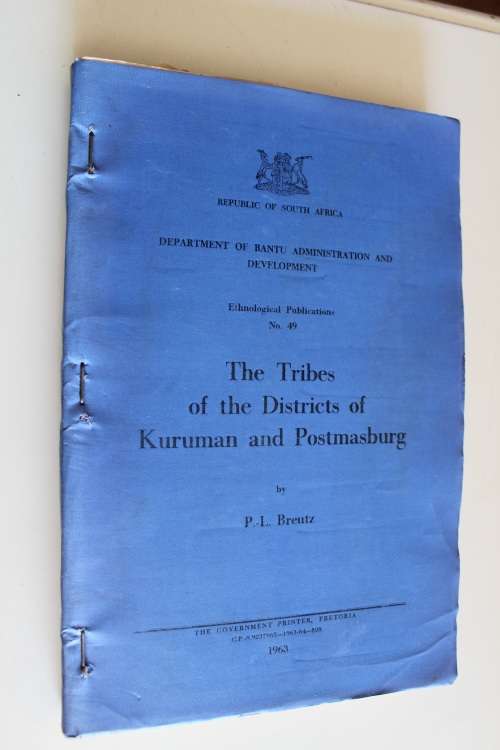 REPUBLIC OF SOUTH AFRICA
DEPARTMENT OF BANTU ADMINISTRATION AND
DEVELOPMENT
Ethnological Publications
No. 49
The Tribes
of the Districts of
Kuruman and Postmasburg
by
P.-L. Breutz
THE GOVERNMENT PRINTER, PRETORIA
1963